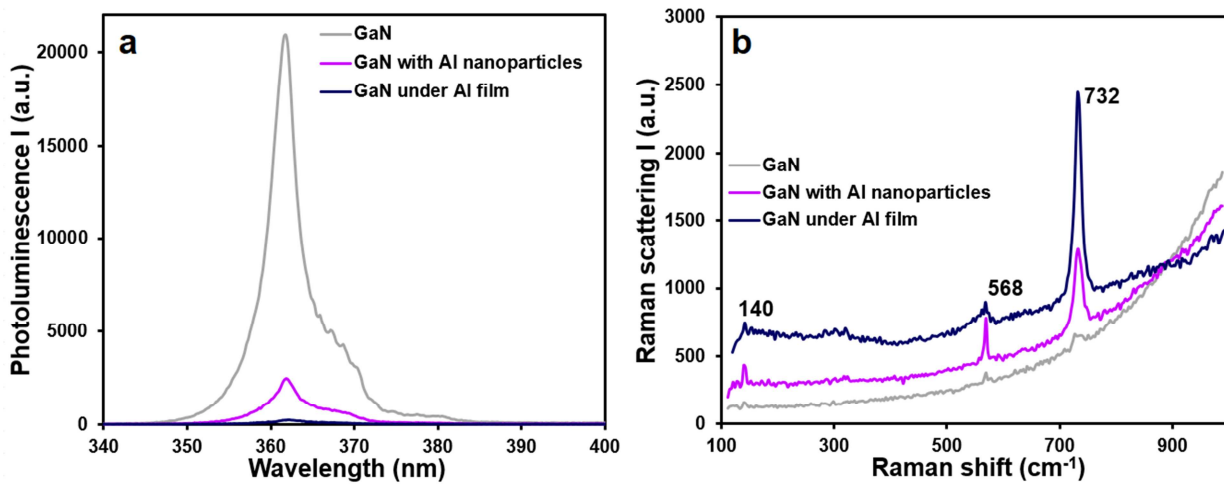 a
Photoluminescence I (a.u.)
20000
15000
10000
5000
0
GaN
GaN with Al nanoparticles
GaN under Al film
340 350 360 370 380 390 400
Wavelength (nm)
b
Raman scattering I (a.u.)
3000
2500
2000
1500
1000
500
0
GaN
GaN with Al nanoparticles
GaN under Al film
140
568
732
100 300 500 700 900
Raman shift (cm⁻¹)